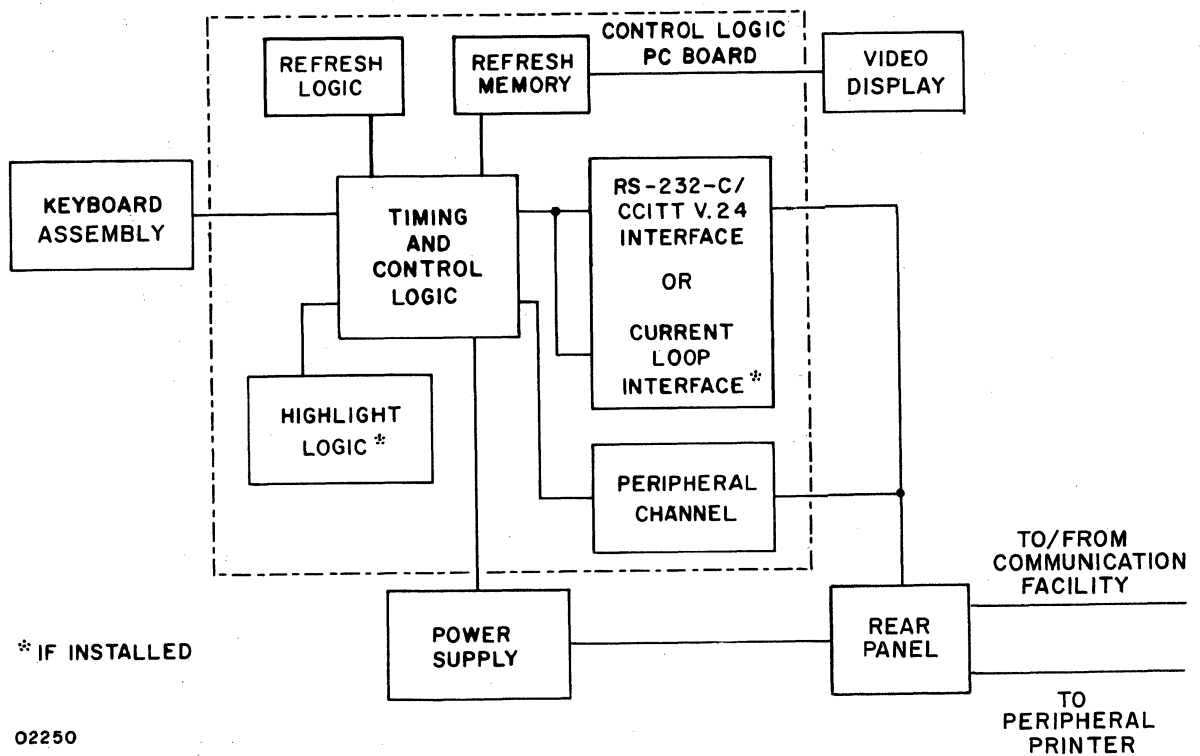 CONTROL LOGIC
PC BOARD
REFRESH
LOGIC
REFRESH
MEMORY
VIDEO
DISPLAY
KEYBOARD
ASSEMBLY
TIMING
AND
CONTROL
LOGIC
RS-232-C/
CCITT V.24
INTERFACE
OR
CURRENT
LOOP
INTERFACE*
HIGHLIGHT
LOGIC*
PERIPHERAL
CHANNEL
POWER
SUPPLY
REAR
PANEL
TO/FROM
COMMUNICATION
FACILITY
TO
PERIPHERAL
PRINTER
*IF INSTALLED
02250